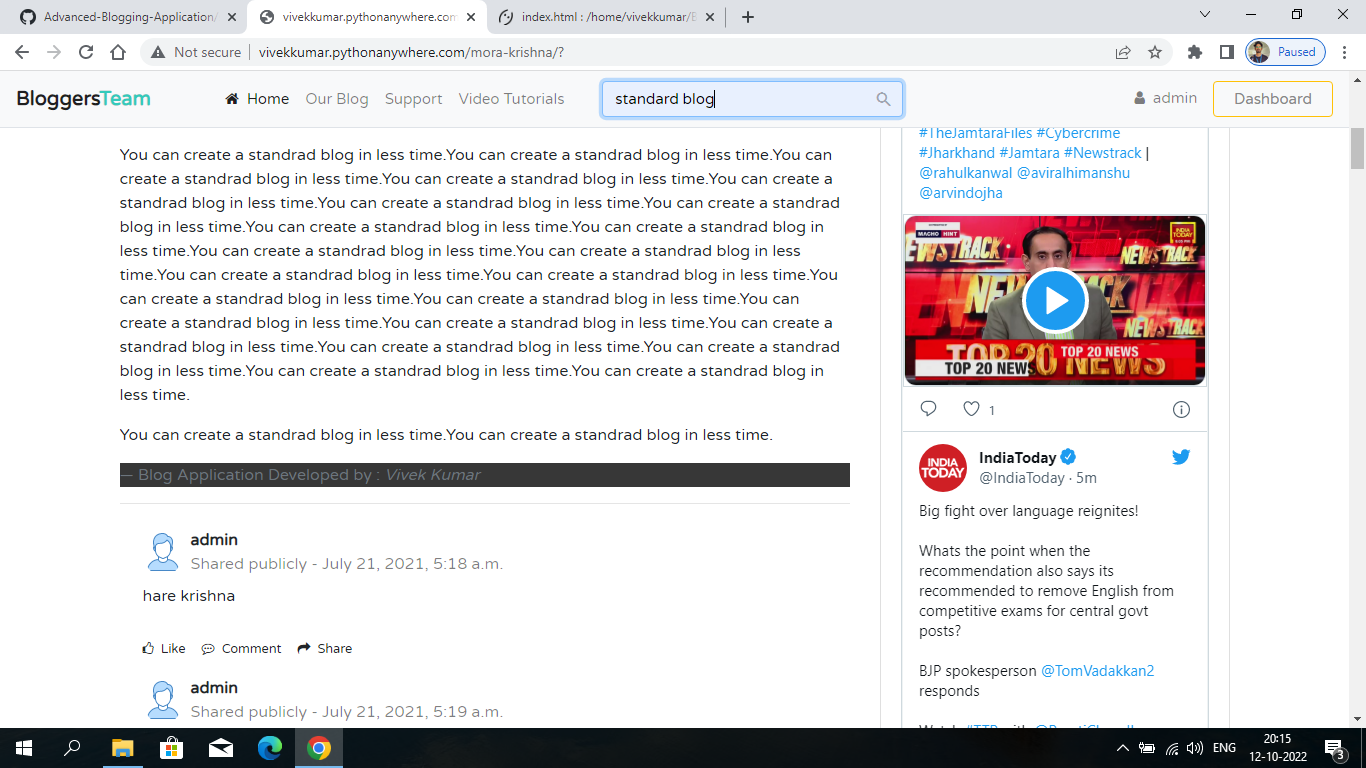 Advanced-Blogging-Application/
vivekkumar.pythonanywhere.com
index.html : /home/vivekkumar/B
Not secure
vivekkumar.pythonanywhere.com/mora-krishna/?
Paused
BloggersTeam
Home
Our Blog
Support
Video Tutorials
standard blog
admin
Dashboard
You can create a standrad blog in less time.You can create a standrad blog in less time.You can
create a standrad blog in less time.You can create a standrad blog in less time.You can create a
standrad blog in less time.You can create a standrad blog in less time.You can create a standrad
blog in less time.You can create a standrad blog in less time.You can create a standrad blog in
less time.You can create a standrad blog in less time.You can create a standrad blog in less
time.You can create a standrad blog in less time.You can create a standrad blog in less time.You
can create a standrad blog in less time.You can create a standrad blog in less time.You can
create a standrad blog in less time.You can create a standrad blog in less time.You can create a
standrad blog in less time.You can create a standrad blog in less time.You can create a standrad
blog in less time.You can create a standrad blog in less time.You can create a standrad blog in
less time.
You can create a standrad blog in less time.You can create a standrad blog in less time.
— Blog Application Developed by : Vivek Kumar
admin
Shared publicly - July 21, 2021, 5:18 a.m.
hare krishna
Like
Comment
Share
admin
Shared publicly - July 21, 2021, 5:19 a.m.
#TheJamtaraFiles #Cybercrime
#Jharkhand #Jamtara #Newstrack |
@rahulkanwal @aviralhimanshu
@arvindojha
MACHO HINT
INDIA
TODAY
NEWSTRACK
NEWSTRACK
TOP 20 NEWS
TOP 20 NEWS
TOP 20 NEWS
1
INDIA
TODAY
IndiaToday
@IndiaToday · 5m
Big fight over language reignites!
Whats the point when the
recommendation also says its
recommended to remove English from
competitive exams for central govt
posts?
BJP spokesperson @TomVadakkan2
responds
ENG
20:15
12-10-2022
3